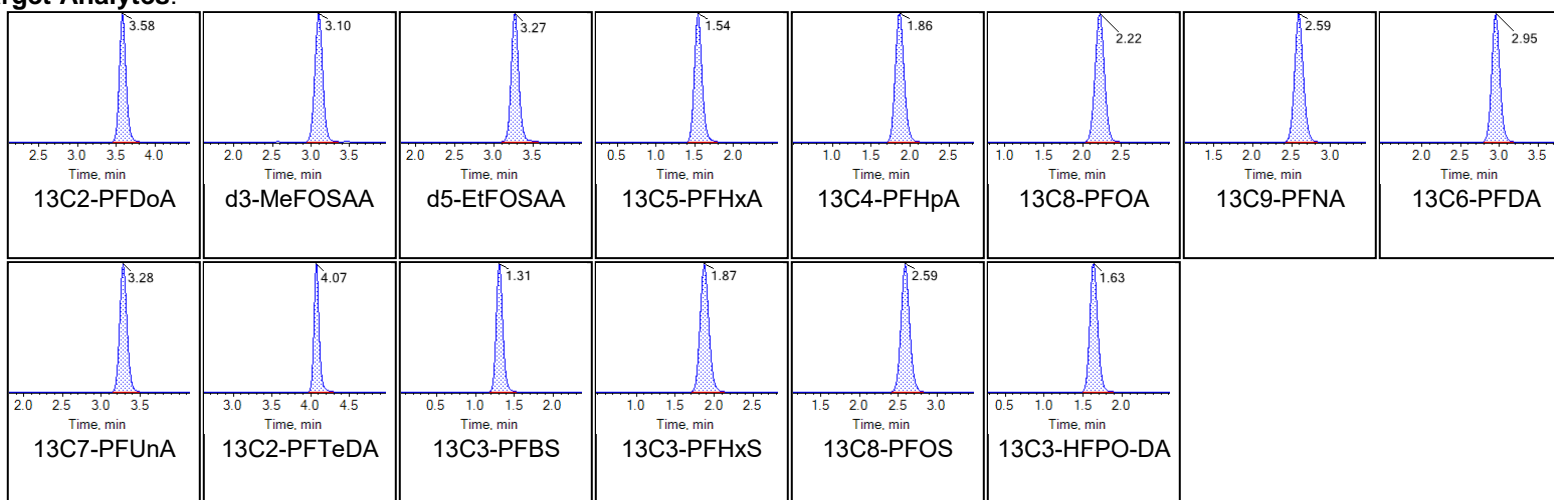 arget Analytes:
3.58
2.5 3.0 3.5 4.0
Time, min
13C2-PFDoA
3.10
2.0 2.5 3.0 3.5
Time, min
d3-MeFOSAA
3.27
2.0 2.5 3.0 3.5
Time, min
d5-EtFOSAA
1.54
0.5 1.0 1.5 2.0
Time, min
13C5-PFHxA
1.86
1.0 1.5 2.0 2.5
Time, min
13C4-PFHpA
2.22
1.0 1.5 2.0 2.5
Time, min
13C8-PFOA
2.59
1.5 2.0 2.5 3.0
Time, min
13C9-PFNA
2.95
2.0 2.5 3.0 3.5
Time, min
13C6-PFDA
3.28
2.0 2.5 3.0 3.5
Time, min
13C7-PFUnA
4.07
3.0 3.5 4.0 4.5
Time, min
13C2-PFTeDA
1.31
0.5 1.0 1.5 2.0
Time, min
13C3-PFBS
1.87
1.0 1.5 2.0 2.5
Time, min
13C3-PFHxS
2.59
1.5 2.0 2.5 3.0
Time, min
13C8-PFOS
1.63
0.5 1.0 1.5 2.0
Time, min
13C3-HFPO-DA